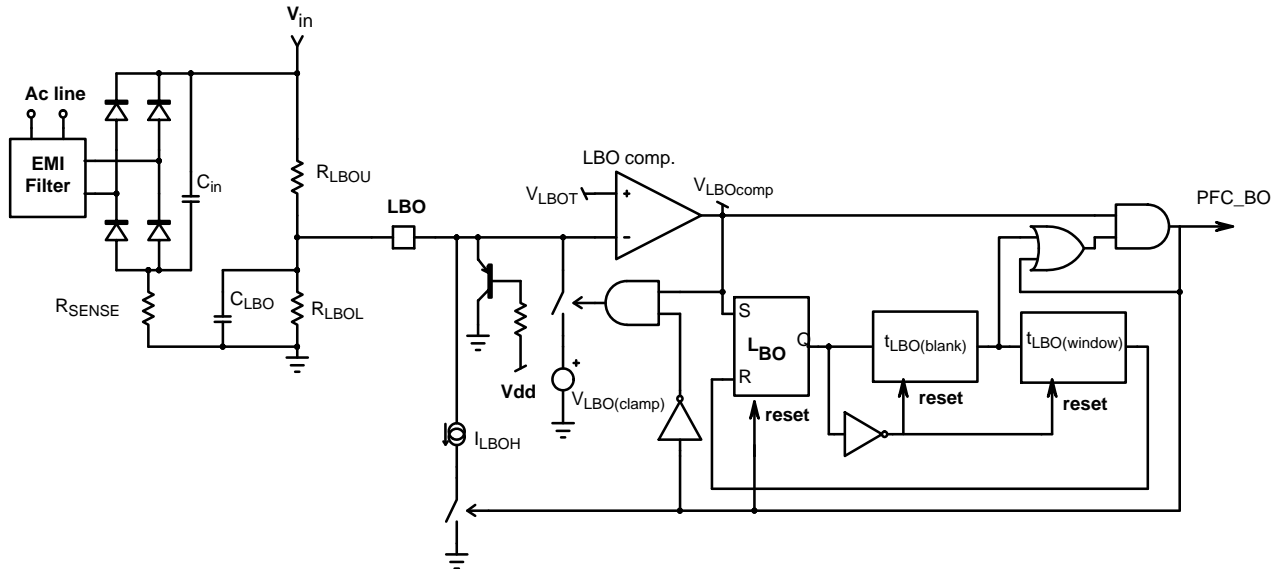 Vin
Ac line
EMI
Filter
Cin
RLBOU
LBO
LBO comp.
VLBOT
+
−
VLBOcomp
PFC_BO
RSENSE
CLBO
RLBOL
Vdd
+
VLBO(clamp)
ILBOH
S
LBO
R
Q
reset
tLBO(blank)
reset
tLBO(window)
reset